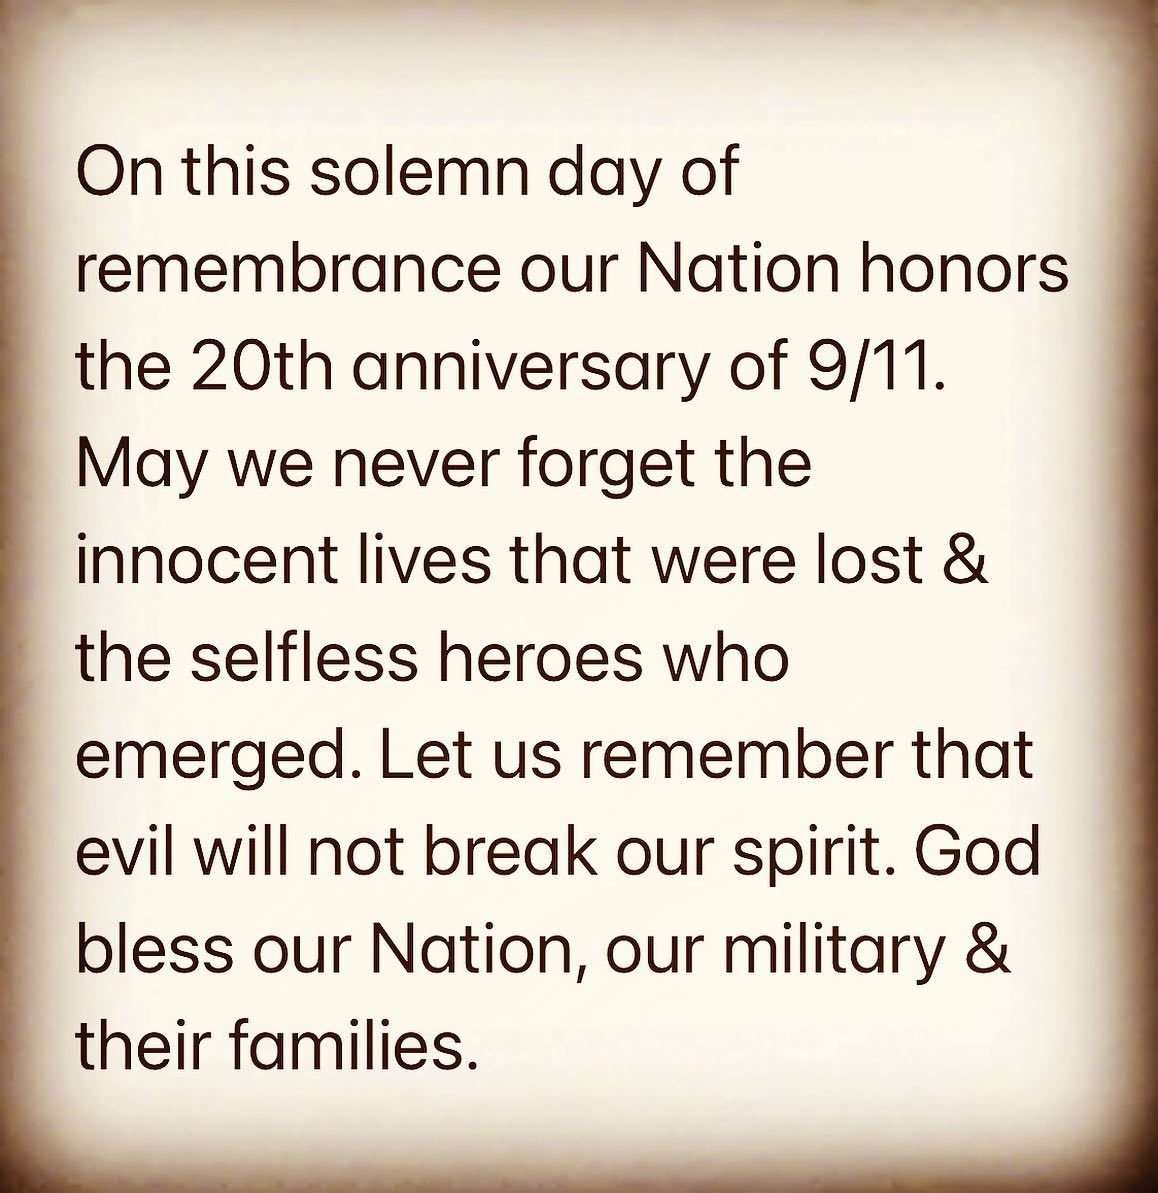 On this solemn day of
remembrance our Nation honors
the 20th anniversary of 9/11.
May we never forget the
innocent lives that were lost &
the selfless heroes who
emerged. Let us remember that
evil will not break our spirit. God
bless our Nation, our military &
their families.